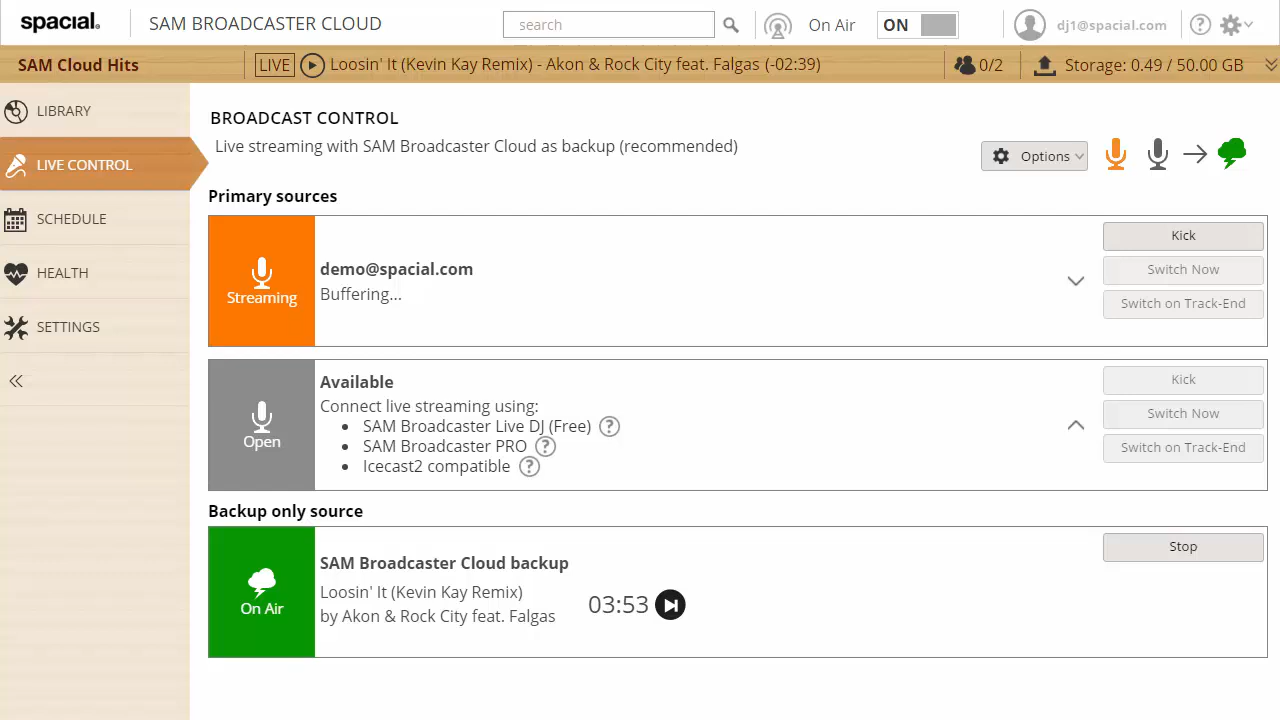 spacial.
SAM BROADCASTER CLOUD
search
On Air
ON
dj1@spacial.com
SAM Cloud Hits
LIVE
Loosin' It (Kevin Kay Remix) - Akon & Rock City feat. Falgas (-02:39)
0/2
Storage: 0.49 / 50.00 GB
LIBRARY
LIVE CONTROL
SCHEDULE
HEALTH
SETTINGS
BROADCAST CONTROL
Live streaming with SAM Broadcaster Cloud as backup (recommended)
Options
Primary sources
Streaming
demo@spacial.com
Buffering...
Kick
Switch Now
Switch on Track-End
Open
Available
Connect live streaming using:
• SAM Broadcaster Live DJ (Free) ?
• SAM Broadcaster PRO ?
• Icecast2 compatible ?
Kick
Switch Now
Switch on Track-End
Backup only source
On Air
SAM Broadcaster Cloud backup
Loosin' It (Kevin Kay Remix)
by Akon & Rock City feat. Falgas
03:53
Stop